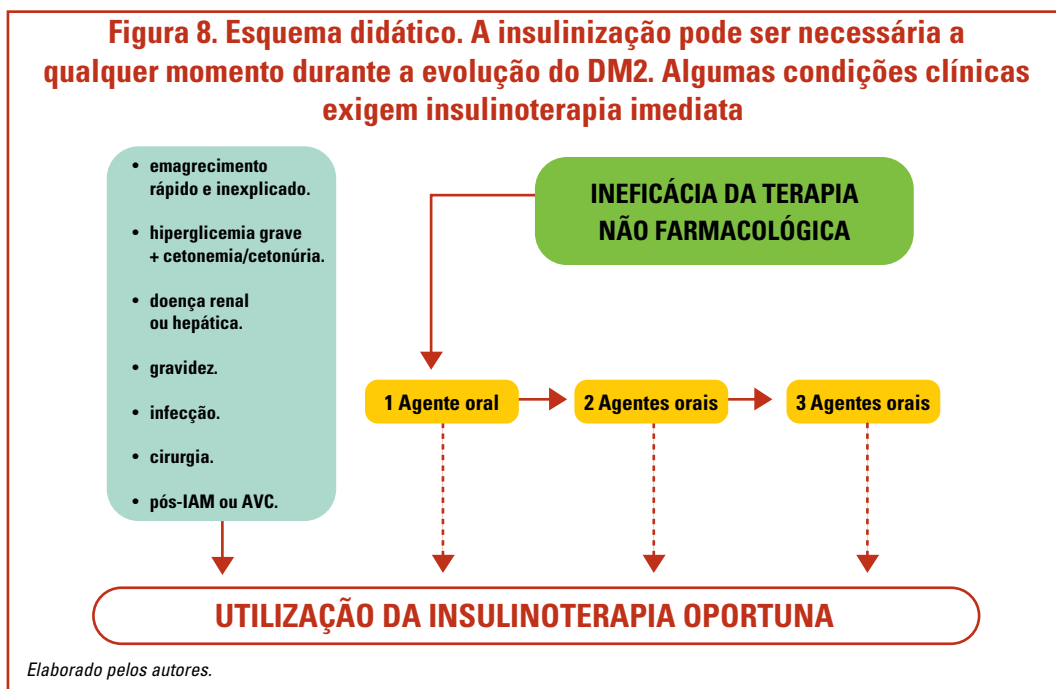 Figura 8. Esquema didático. A insulinização pode ser necessária a
qualquer momento durante a evolução do DM2. Algumas condições clínicas
exigem insulinoterapia imediata
• emagrecimento
rápido e inexplicado.
• hiperglicemia grave
+ cetonemia/cetonúria.
• doença renal
ou hepática.
• gravidez.
• infecção.
• cirurgia.
• pós-IAM ou AVC.
INEFICÁCIA DA TERAPIA
NÃO FARMACOLÓGICA
1 Agente oral
2 Agentes orais
3 Agentes orais
UTILIZAÇÃO DA INSULINOTERAPIA OPORTUNA
Elaborado pelos autores.